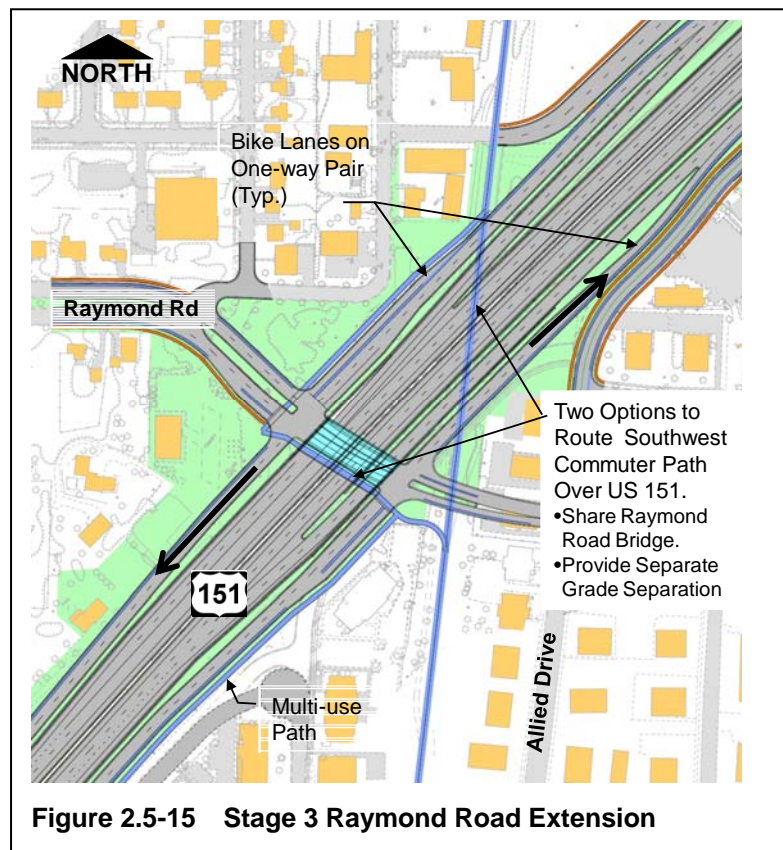 NORTH
Bike Lanes on
One-way Pair
(Typ.)
Raymond Rd
Two Options to
Route Southwest
Commuter Path
Over US 151.
•Share Raymond
Road Bridge.
•Provide Separate
Grade Separation
151
Multi-use
Path
Allied Drive
Figure 2.5-15 Stage 3 Raymond Road Extension